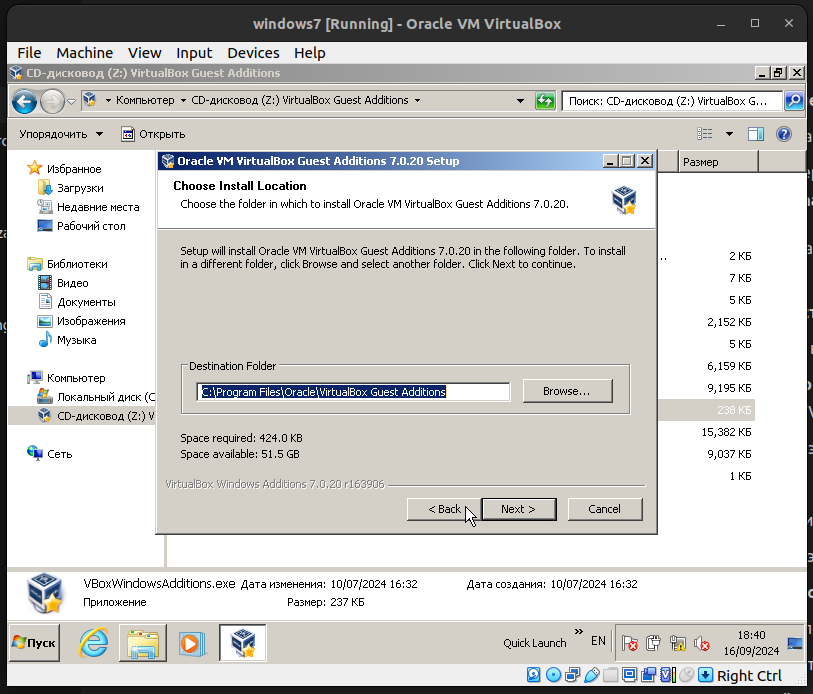 windows7 [Running] - Oracle VM VirtualBox
File Machine View Input Devices Help
CD-дисковод (Z:) VirtualBox Guest Additions
Компьютер CD-дисковод (Z:) VirtualBox Guest Additions
Поиск: CD-дисковод (Z:) VirtualBox G...
Упорядочить Открыть
Размер
Избранное
Загрузки
Недавние места
Рабочий стол
Библиотеки
Видео
Документы
Изображения
Музыка
Компьютер
Локальный диск (C
CD-дисковод (Z:) V
Сеть
Oracle VM VirtualBox Guest Additions 7.0.20 Setup
Choose Install Location
Choose the folder in which to install Oracle VM VirtualBox Guest Additions 7.0.20.
Setup will install Oracle VM VirtualBox Guest Additions 7.0.20 in the following folder. To install
in a different folder, click Browse and select another folder. Click Next to continue.
Destination Folder
C:\Program Files\Oracle\VirtualBox Guest Additions
Browse...
Space required: 424.0 KB
Space available: 51.5 GB
VirtualBox Windows Additions 7.0.20 r163906
< Back Next > Cancel
2 КБ
7 КБ
5 КБ
2,152 КБ
5 КБ
6,159 КБ
9,195 КБ
238 КБ
15,382 КБ
9,037 КБ
1 КБ
VBoxWindowsAdditions.exe Дата изменения: 10/07/2024 16:32 Дата создания: 10/07/2024 16:32
Приложение Размер: 237 КБ
Пуск
Quick Launch » EN
18:40
16/09/2024
Right Ctrl